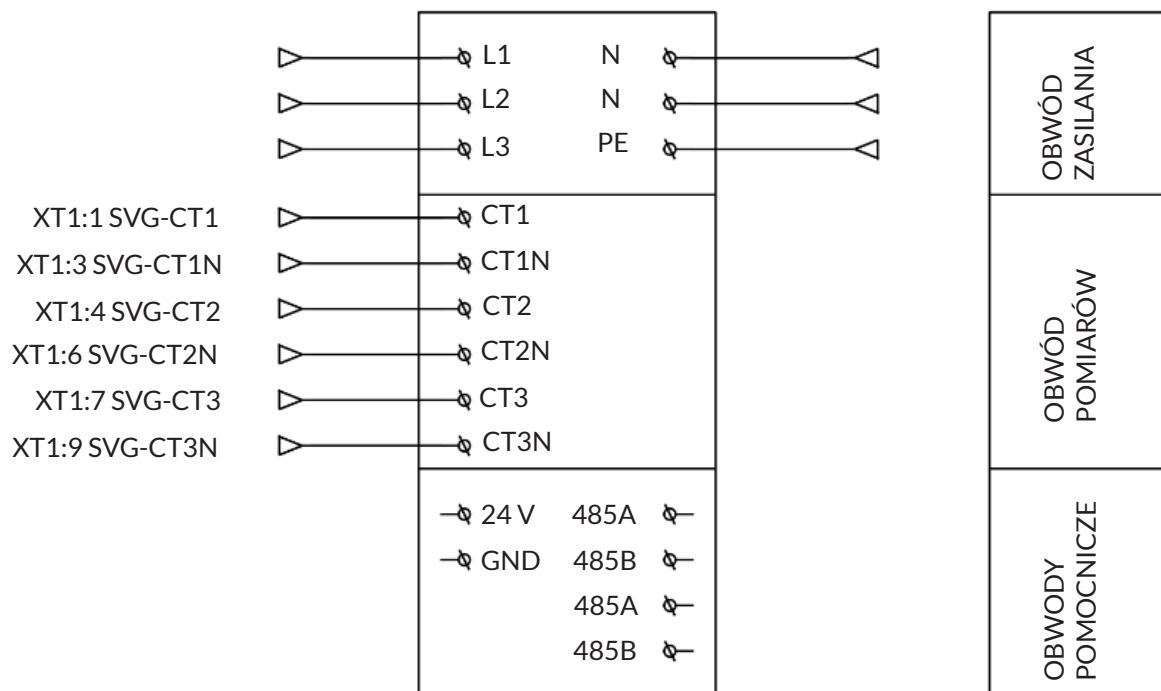 L1 N
L2 N
L3 PE
OBWÓD
ZASILANIA
XT1:1 SVG-CT1 CT1
XT1:3 SVG-CT1N CT1N
XT1:4 SVG-CT2 CT2
XT1:6 SVG-CT2N CT2N
XT1:7 SVG-CT3 CT3
XT1:9 SVG-CT3N CT3N
OBWÓD
POMIARÓW
24 V 485A
GND 485B
485A
485B
OBWODY
POMOCNICZE